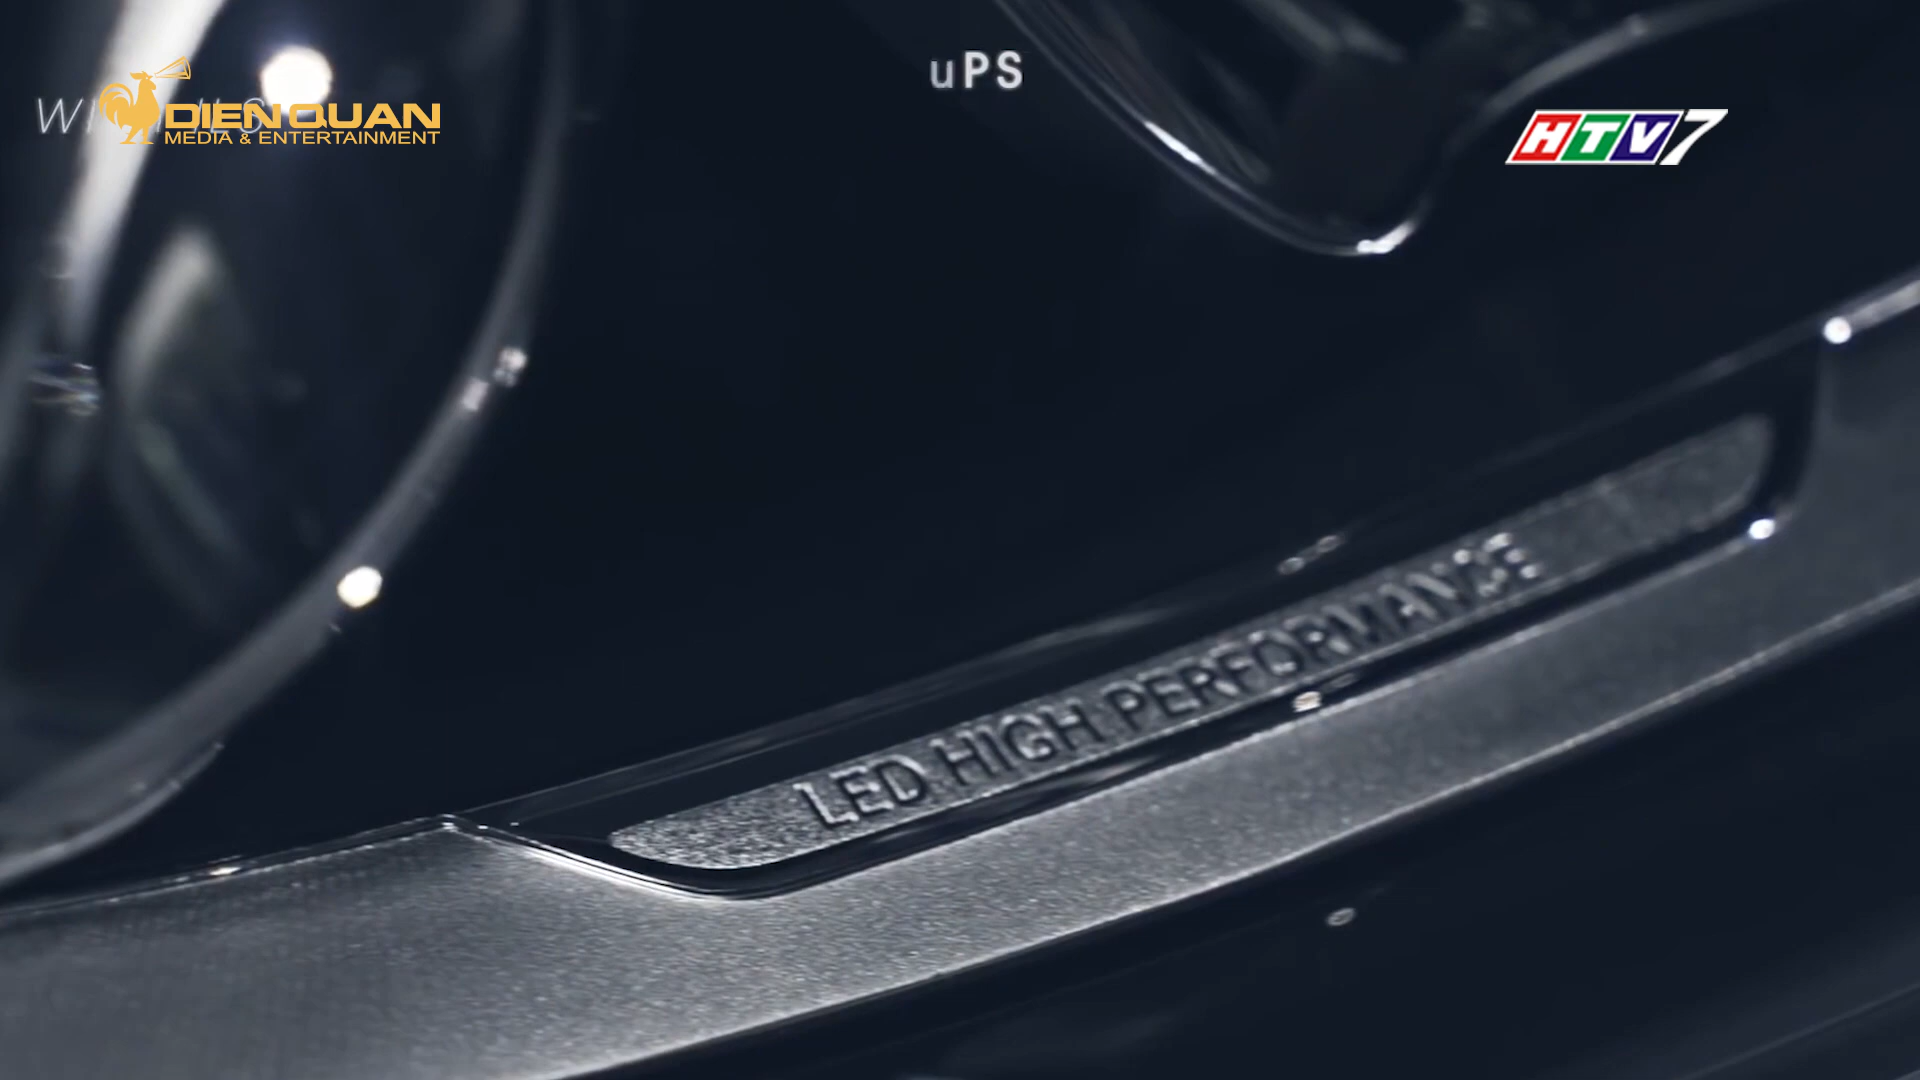 uPS
DIEN QUAN
MEDIA & ENTERTAINMENT
HTV7
LED HIGH PERFORMANCE